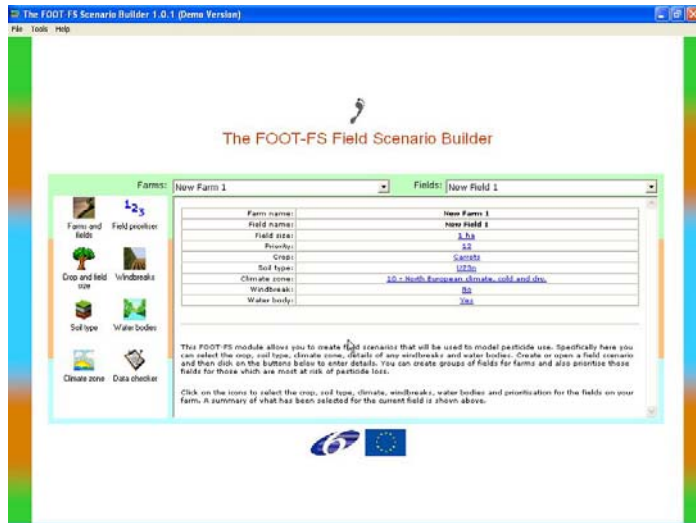 The FOOT-FS Scenario Builder 1.0.1 (Demo Version)
File Tools Help
The FOOT-FS Field Scenario Builder
Farms: New Farm 1 Fields: New Field 1
Farms and fields
Field prioritiser
Crop and field size
Windbreaks
Soil type
Water bodies
Climate zone
Data checker
Farm name: New Farm 1
Field name: New Field 1
Field size: 1 ha
Priority: 12
Crop: Carrots
Soil type:
Climate zone: 10 - North European climate, cold and dry.
Windbreak: No
Water body: Yes
This FOOT-FS module allows you to create field scenarios that will be used to model pesticide use. Specifically here you
can select the crop, soil type, climate zone, details of any windbreaks and water bodies. Create or open a field scenario
and then click on the buttons below to enter details. You can create groups of fields for farms and also prioritise those
fields for those which are most at risk of pesticide loss.
Click on the icons to select the crop, soil type, climate, windbreaks, water bodies and prioritisation for the fields on your
farm. A summary of what has been selected for the current field is shown above.
6